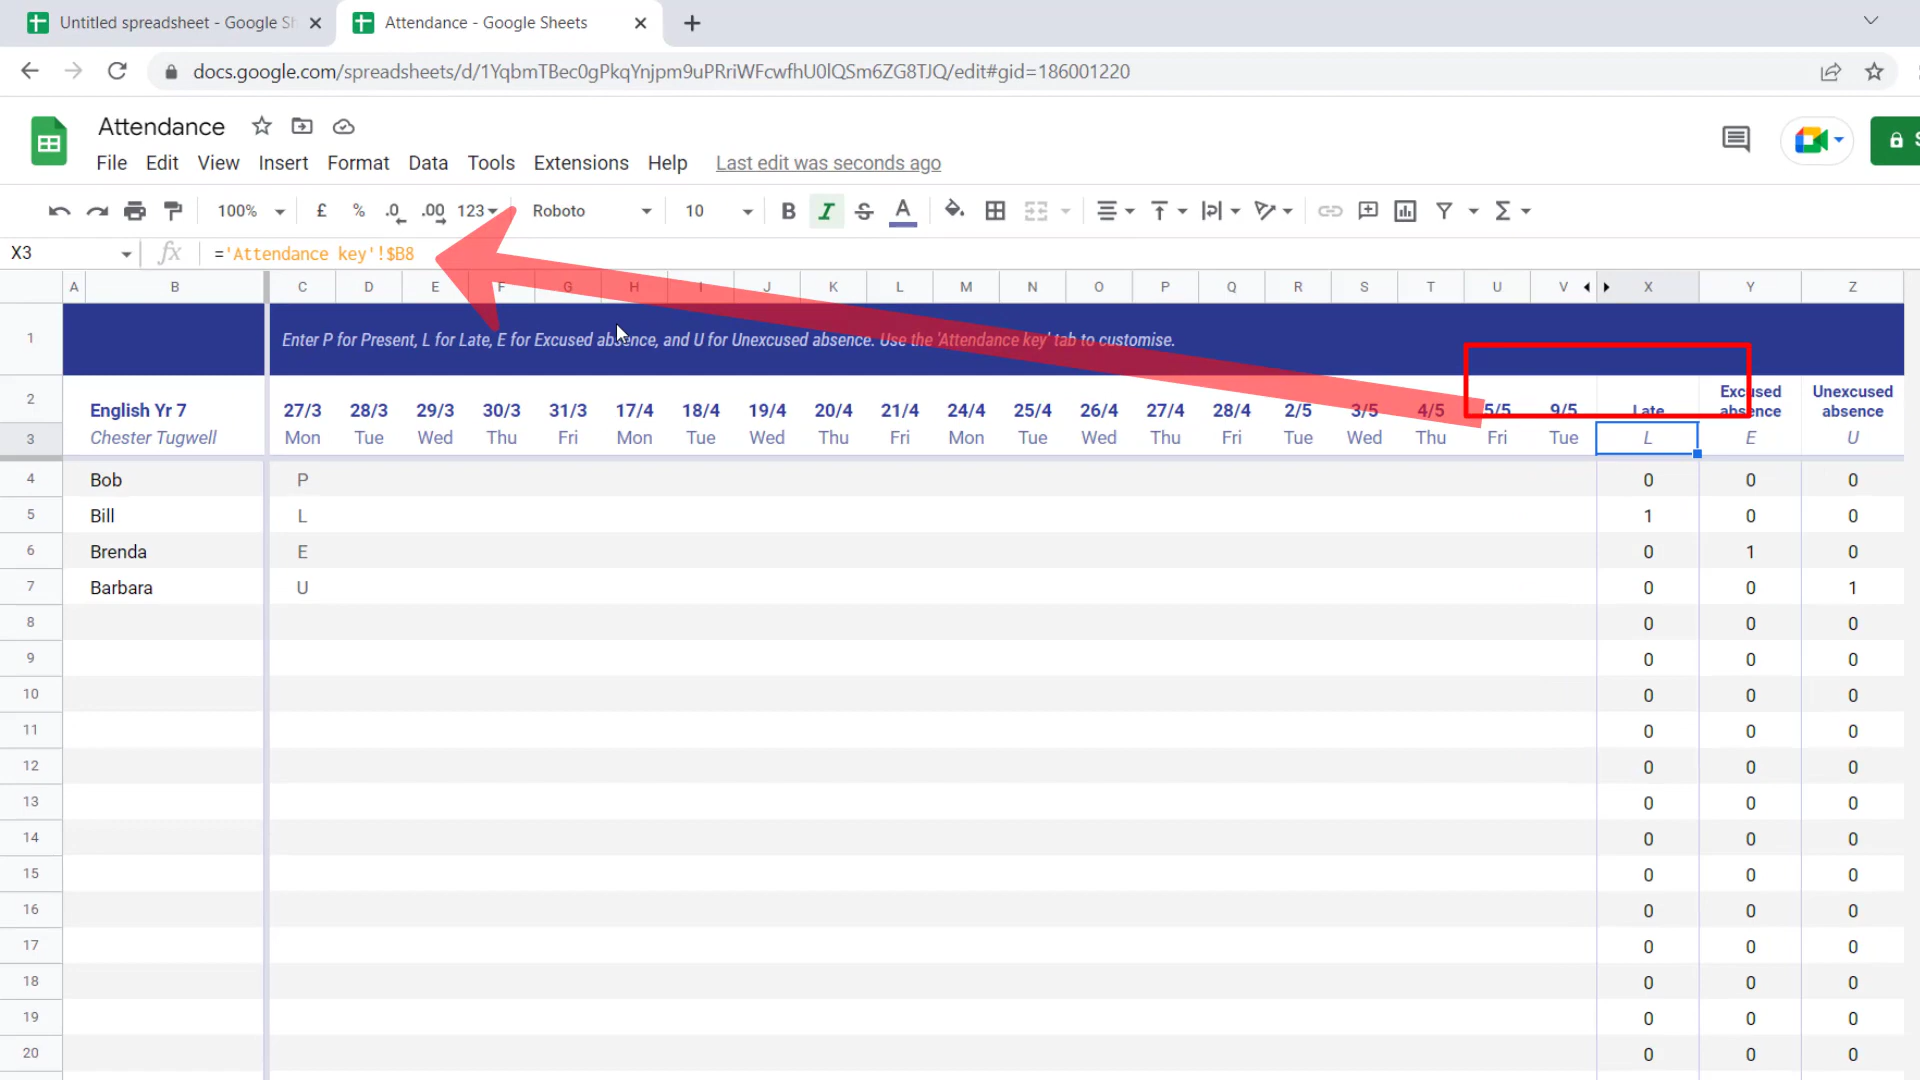 Untitled spreadsheet - Google Sh
Attendance - Google Sheets
docs.google.com/spreadsheets/d/1YqbmTBec0gPkqYnjpm9uPRriWFcwfhU0lQSm6ZG8TJQ/edit#gid=186001220
Attendance
File Edit View Insert Format Data Tools Extensions Help Last edit was seconds ago
100% £ % .0 .00 123 Roboto 10 B I S A Σ
X3 fx ='Attendance key'!$B8
A B C D E F G H I J K L M N O P Q R S T U V X Y Z
1 Enter P for Present, L for Late, E for Excused absence, and U for Unexcused absence. Use the 'Attendance key' tab to customise.
2 English Yr 7 27/3 28/3 29/3 30/3 31/3 17/4 18/4 19/4 20/4 21/4 24/4 25/4 26/4 27/4 28/4 2/5 3/5 4/5 5/5 9/5 Late Excused absence Unexcused absence
3 Chester Tugwell Mon Tue Wed Thu Fri Mon Tue Wed Thu Fri Mon Tue Wed Thu Fri Tue Wed Thu Fri Tue L E U
4 Bob P 0 0 0
5 Bill L 1 0 0
6 Brenda E 0 1 0
7 Barbara U 0 0 1
8 0 0 0
9 0 0 0
10 0 0 0
11 0 0 0
12 0 0 0
13 0 0 0
14 0 0 0
15 0 0 0
16 0 0 0
17 0 0 0
18 0 0 0
19 0 0 0
20 0 0 0